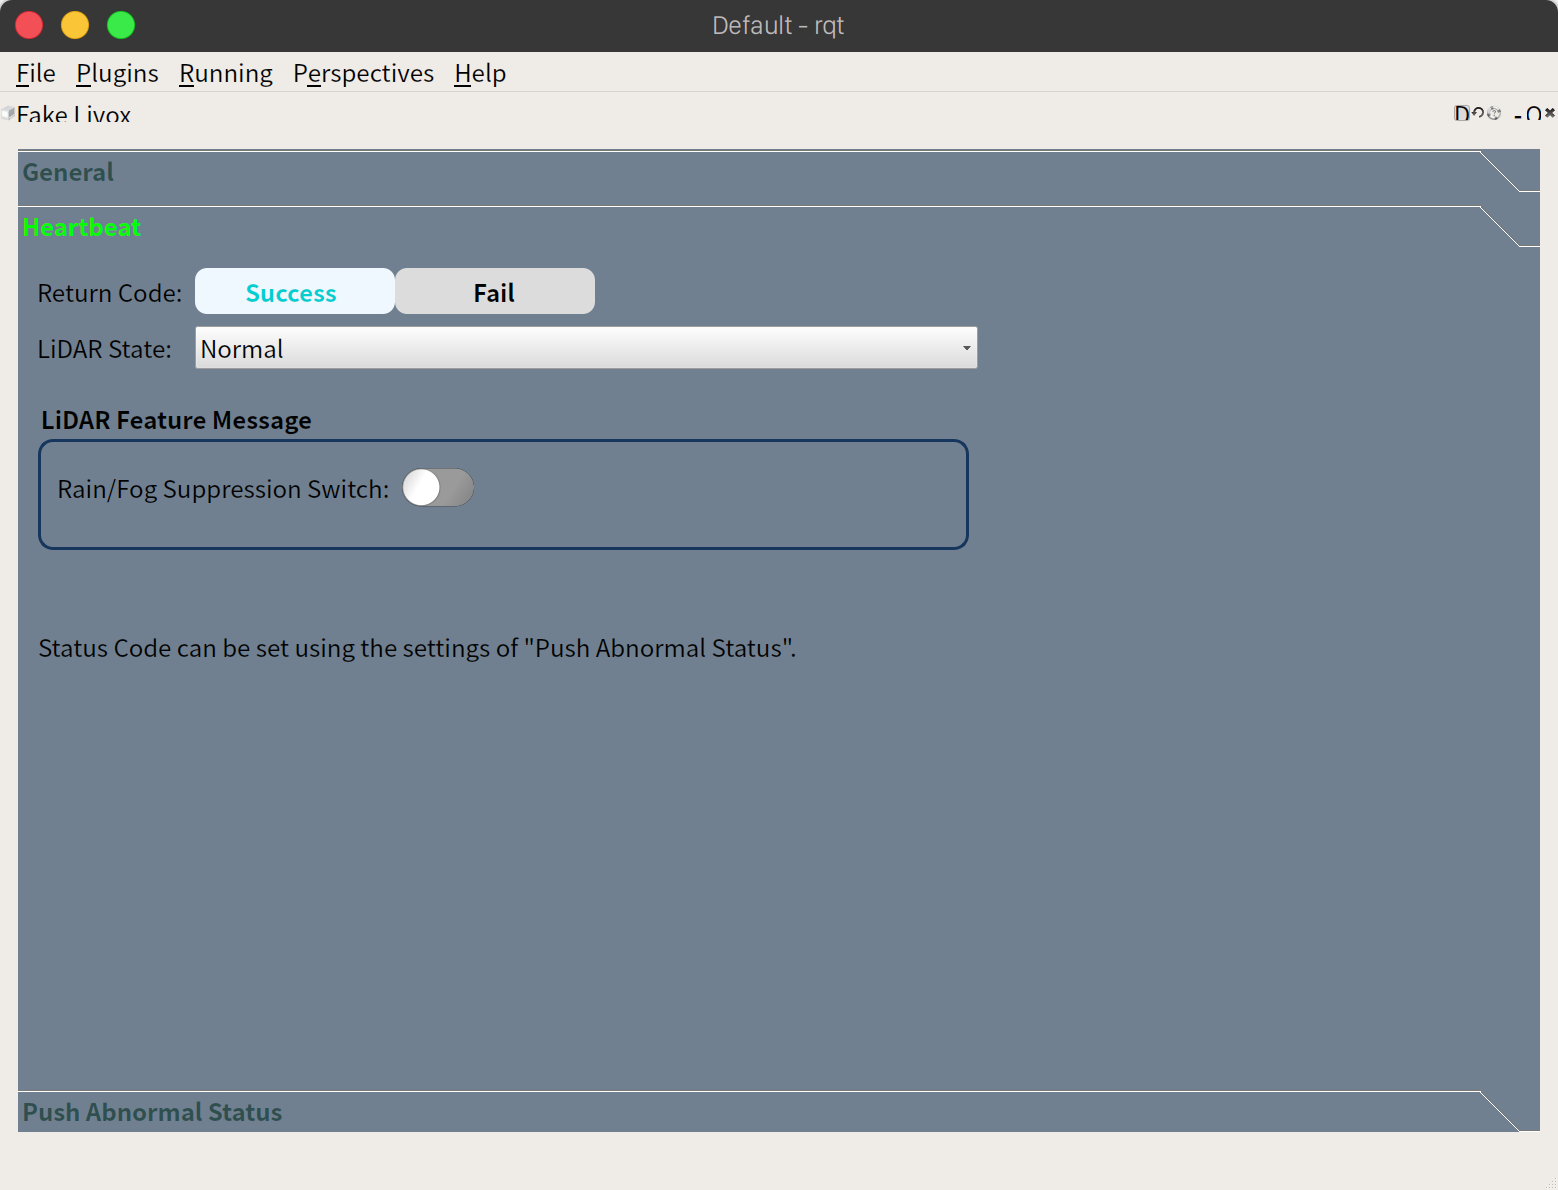 Default - rqt
File Plugins Running Perspectives Help
Fake Livox
D
General
Heartbeat
Return Code: Success Fail
LiDAR State: Normal
LiDAR Feature Message
Rain/Fog Suppression Switch:
Status Code can be set using the settings of "Push Abnormal Status".
Push Abnormal Status